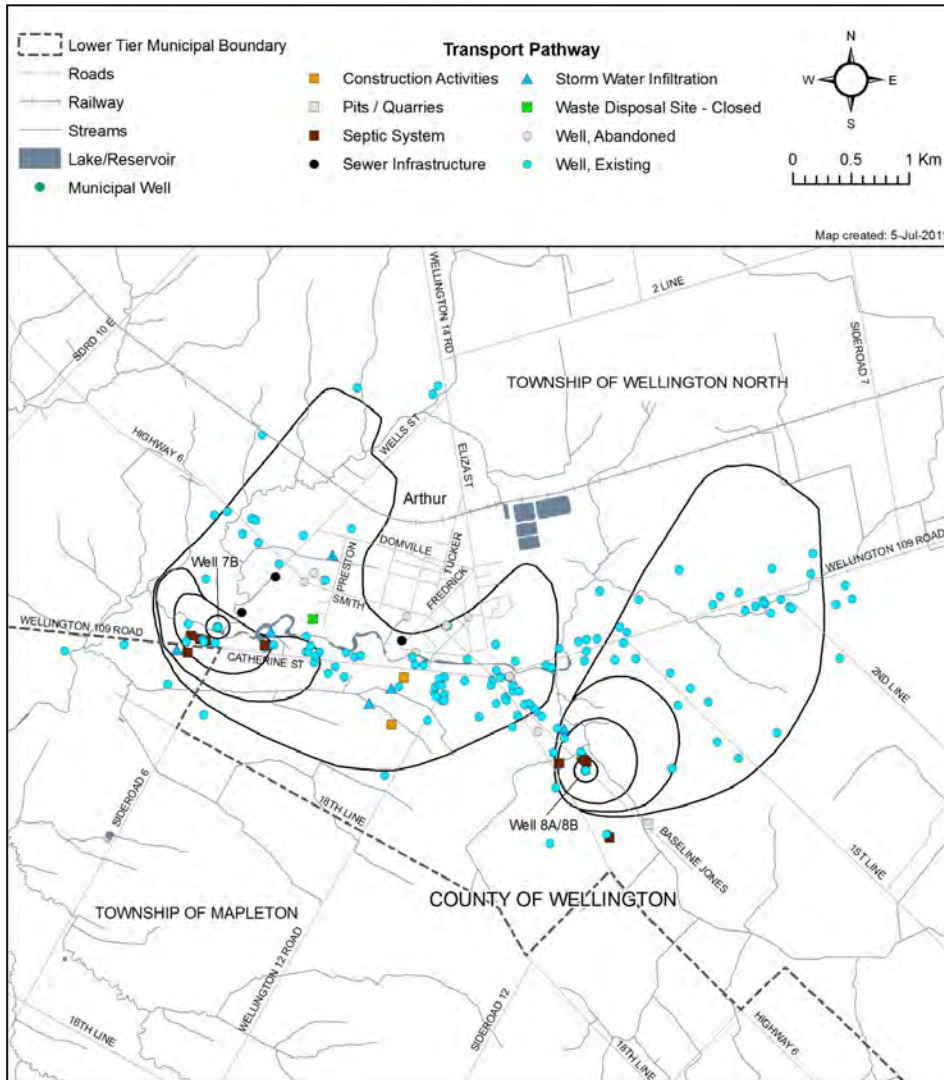 Lower Tier Municipal Boundary
Roads
Railway
Streams
Lake/Reservoir
Municipal Well
Transport Pathway
Construction Activities
Pits / Quarries
Septic System
Sewer Infrastructure
Storm Water Infiltration
Waste Disposal Site - Closed
Well, Abandoned
Well, Existing
N
W E
S
0 0.5 1 Km
Map created: 5-Jul-2011
SDRD 10 E
WELLINGTON 14 RD
2 LINE
SIDEROAD 7
TOWNSHIP OF WELLINGTON NORTH
HIGHWAY 6
WELLS ST
ELIZA ST
Arthur
DOMVILLE
PRESTON
TUCKER
FREDRICK
SMITH
Well 7B
WELLINGTON 109 ROAD
WELLINGTON 109 ROAD
CATHERINE ST
2ND LINE
SIDEROAD 6
18TH LINE
Well 8A/8B
BASELINE JONES
1ST LINE
COUNTY OF WELLINGTON
TOWNSHIP OF MAPLETON
WELLINGTON 12 ROAD
SIDEROAD 12
18TH LINE
18TH LINE
HIGHWAY 6